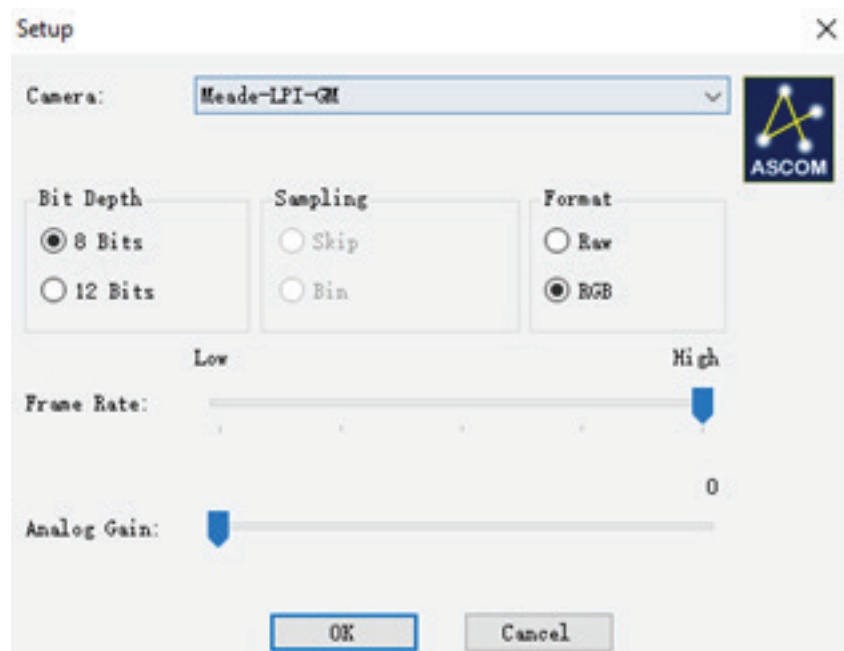 Setup
Camera: Meade-LPI-GM
ASCOM
Bit Depth Sampling Format
8 Bits Skip Raw
12 Bits Bin RGB
Low High
Frame Rate:
0
Analog Gain:
OK Cancel